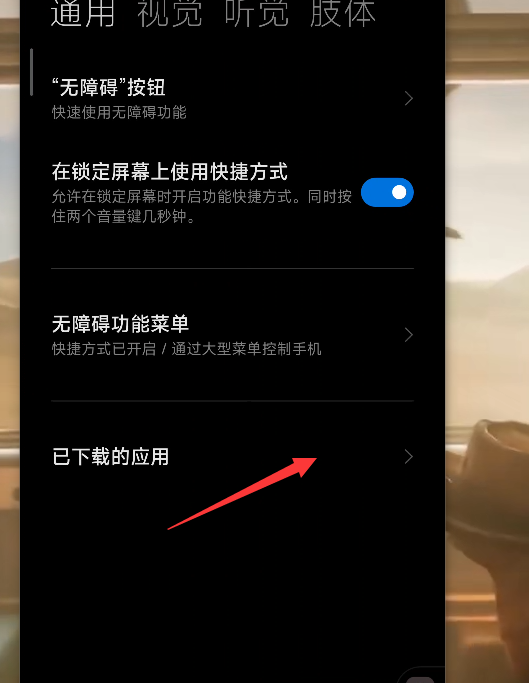 通用 视觉 听觉 肢体
“无障碍”按钮
快速使用无障碍功能
在锁定屏幕上使用快捷方式
允许在锁定屏幕时开启功能快捷方式。同时按
住两个音量键几秒钟。
无障碍功能菜单
快捷方式已开启 / 通过大型菜单控制手机
已下载的应用